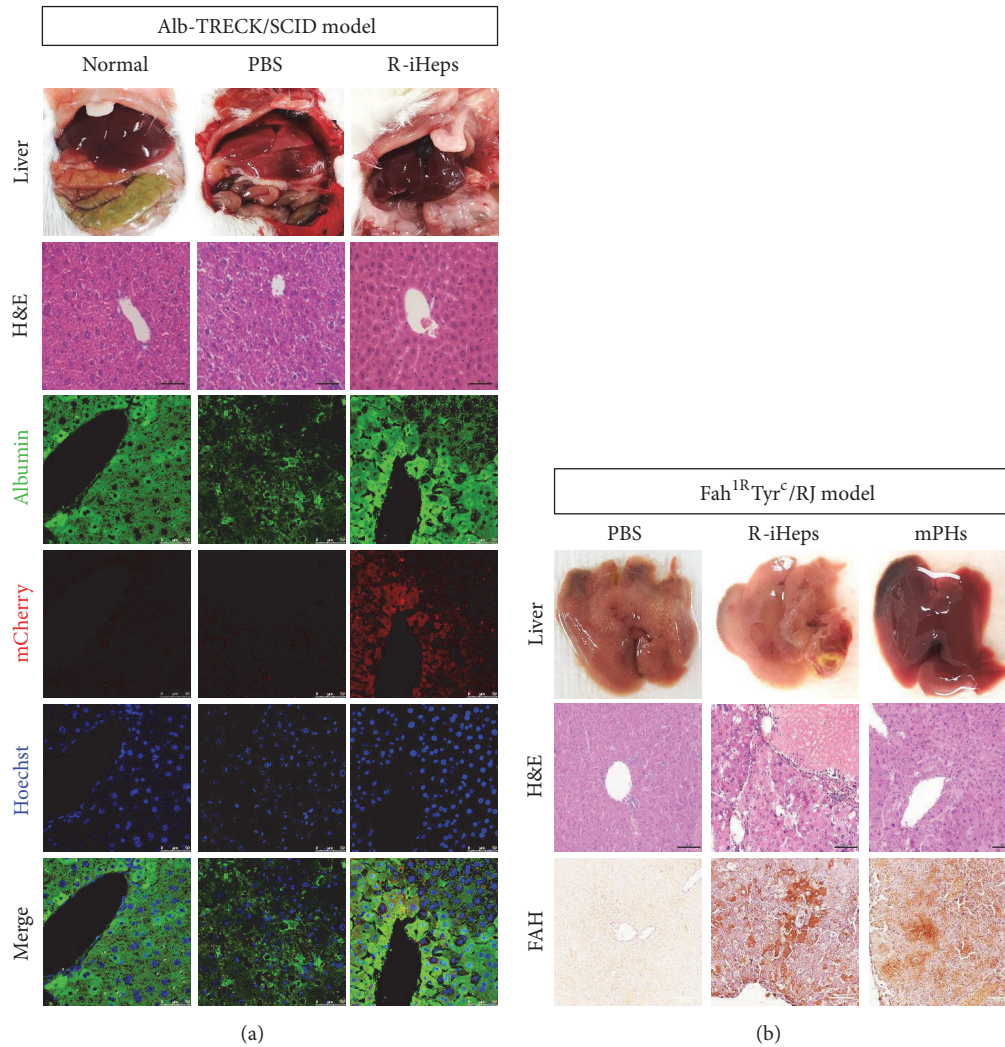 Alb-TRECK/SCID model
Normal PBS R-iHeps
Liver
H&E
Albumin
mCherry
Hoechst
Merge
(a)
Fah1RTyrc/RJ model
PBS R-iHeps mPHs
Liver
H&E
FAH
(b)